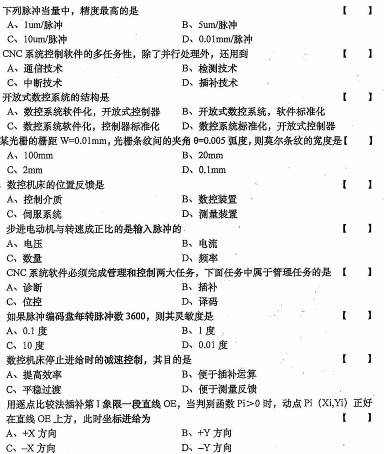 下列脉冲当量中，精度最高的是 【 】
A、1um/脉冲 B、5um/脉冲
C、10um/脉冲 D、0.01mm/脉冲
CNC系统控制软件的多任务性，除了并行处理外，还用到 【 】
A、通信技术 B、检测技术
C、中断技术 D、插补技术
开放式数控系统的结构是 【 】
A、数控系统软件化，开放式控制器 B、开放式数控系统，软件标准化
C、数控系统软件化，控制器标准化 D、数控系统标准化，开放式控制器
某光栅的栅距 W=0.01mm，光栅条纹间的夹角 θ=0.005 弧度，则莫尔条纹的宽度是【 】
A、100mm B、20mm
C、2mm D、0.1mm
数控机床的位置反馈是 【 】
A、控制介质 B、数控装置
C、伺服系统 D、测量装置
步进电动机与转速成正比的是输入脉冲的 【 】
A、电压 B、电流
C、数量 D、频率
CNC 系统软件必须完成管理和控制两大任务，下面任务中属于管理任务的是 【 】
A、诊断 B、插补
C、位控 D、译码
如果脉冲编码盘每转脉冲数 3600，则其灵敏度是 【 】
A、0.1 度 B、1 度
C、10 度 D、0.01 度
数控机床停止进给时的减速控制，其目的是 【 】
A、提高效率 B、便于插补运算
C、平稳过渡 D、便于测量反馈
用逐点比较法插补第 I 象限一段直线 OE，当判别函数 Pi＞0 时，动点 Pi（Xi,Yi）正好
在直线 OE 上方，此时坐标进给为 【 】
A、+X 方向 B、+Y 方向
C、-X 方向 D、-Y 方向